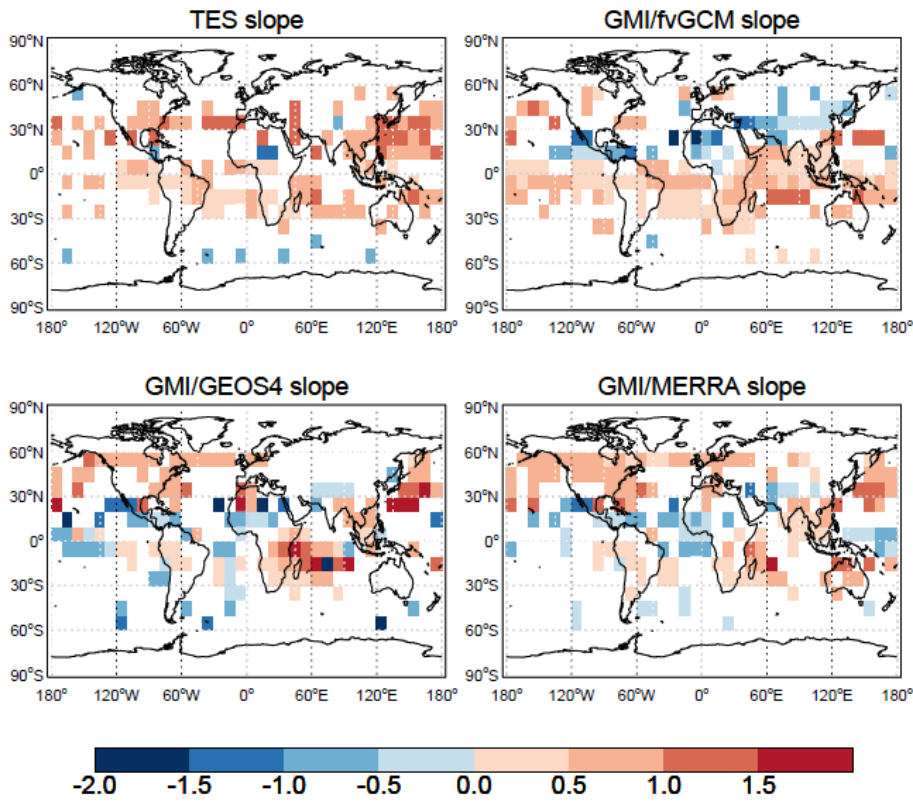 TES slope
GMI/fvGCM slope
90°N
60°N
30°N
0°
30°S
60°S
90°S
180° 120°W 60°W 0° 60°E 120°E 180°
90°N
60°N
30°N
0°
30°S
60°S
90°S
180° 120°W 60°W 0° 60°E 120°E 180°
GMI/GEOS4 slope
GMI/MERRA slope
90°N
60°N
30°N
0°
30°S
60°S
90°S
180° 120°W 60°W 0° 60°E 120°E 180°
90°N
60°N
30°N
0°
30°S
60°S
90°S
180° 120°W 60°W 0° 60°E 120°E 180°
-2.0 -1.5 -1.0 -0.5 0.0 0.5 1.0 1.5